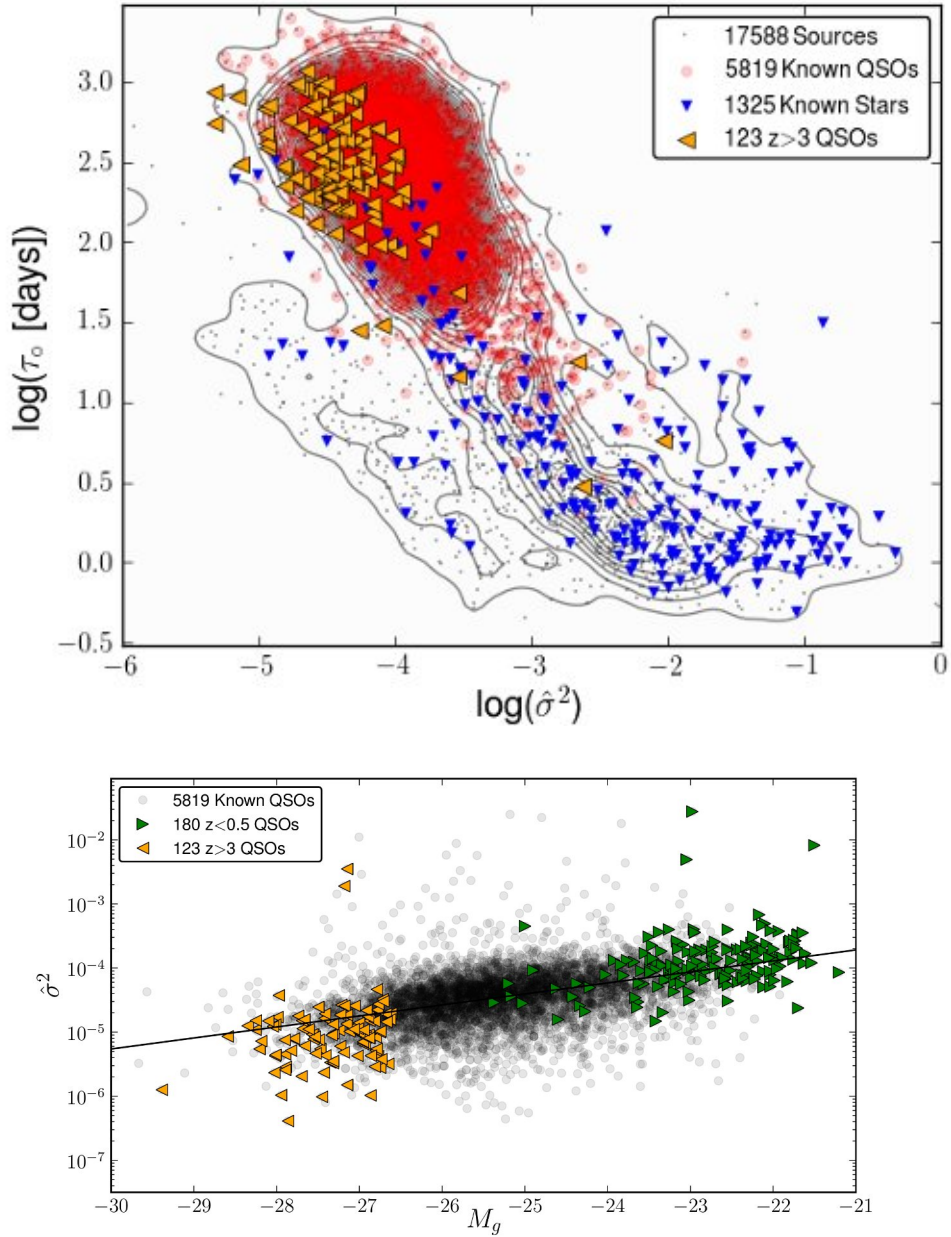 17588 Sources
5819 Known QSOs
1325 Known Stars
123 z>3 QSOs
log(τ₀ [days])
3.0
2.5
2.0
1.5
1.0
0.5
0.0
−0.5
−6 −5 −4 −3 −2 −1 0
log(σ̂²)
5819 Known QSOs
180 z<0.5 QSOs
123 z>3 QSOs
σ̂²
10⁻²
10⁻³
10⁻⁴
10⁻⁵
10⁻⁶
10⁻⁷
−30 −29 −28 −27 −26 −25 −24 −23 −22 −21
M_g